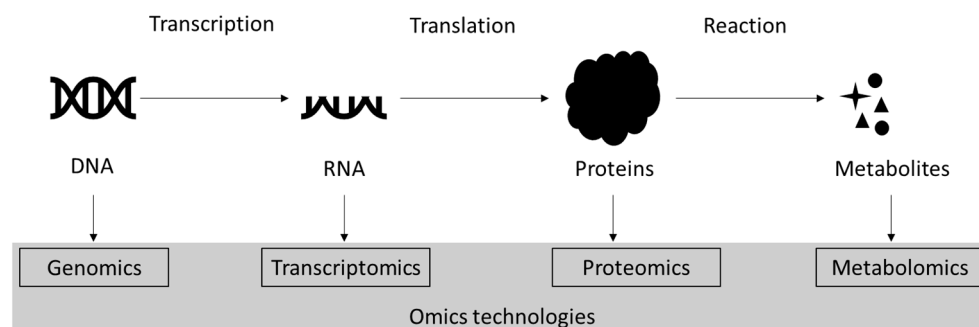 Transcription Translation Reaction
DNA RNA Proteins Metabolites
Genomics Transcriptomics Proteomics Metabolomics
Omics technologies